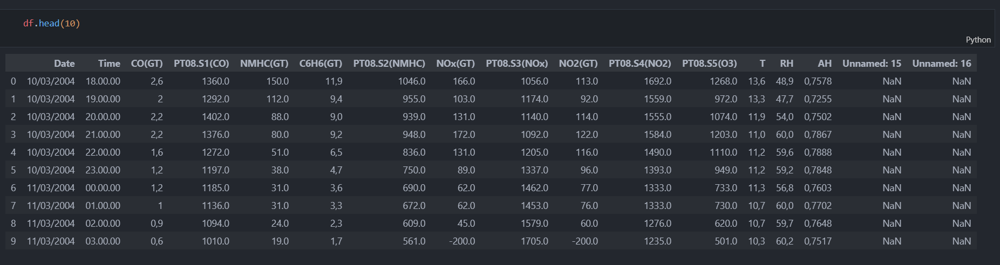 df.head(10)
Python
Date Time CO(GT) PT08.S1(CO) NMHC(GT) C6H6(GT) PT08.S2(NMHC) NOx(GT) PT08.S3(NOx) NO2(GT) PT08.S4(NO2) PT08.S5(O3) T RH AH Unnamed: 15 Unnamed: 16
0 10/03/2004 18.00.00 2,6 1360.0 150.0 11,9 1046.0 166.0 1056.0 113.0 1692.0 1268.0 13,6 48,9 0,7578 NaN NaN
1 10/03/2004 19.00.00 2 1292.0 112.0 9,4 955.0 103.0 1174.0 92.0 1559.0 972.0 13,3 47,7 0,7255 NaN NaN
2 10/03/2004 20.00.00 2,2 1402.0 88.0 9,0 939.0 131.0 1140.0 114.0 1555.0 1074.0 11,9 54,0 0,7502 NaN NaN
3 10/03/2004 21.00.00 2,2 1376.0 80.0 9,2 948.0 172.0 1092.0 122.0 1584.0 1203.0 11,0 60,0 0,7867 NaN NaN
4 10/03/2004 22.00.00 1,6 1272.0 51.0 6,5 836.0 131.0 1205.0 116.0 1490.0 1110.0 11,2 59,6 0,7888 NaN NaN
5 10/03/2004 23.00.00 1,2 1197.0 38.0 4,7 750.0 89.0 1337.0 96.0 1393.0 949.0 11,2 59,2 0,7848 NaN NaN
6 11/03/2004 00.00.00 1,2 1185.0 31.0 3,6 690.0 62.0 1462.0 77.0 1333.0 733.0 11,3 56,8 0,7603 NaN NaN
7 11/03/2004 01.00.00 1 1136.0 31.0 3,3 672.0 62.0 1453.0 76.0 1333.0 730.0 10,7 60,0 0,7702 NaN NaN
8 11/03/2004 02.00.00 0,9 1094.0 24.0 2,3 609.0 45.0 1579.0 60.0 1276.0 620.0 10,7 59,7 0,7648 NaN NaN
9 11/03/2004 03.00.00 0,6 1010.0 19.0 1,7 561.0 -200.0 1705.0 -200.0 1235.0 501.0 10,3 60,2 0,7517 NaN NaN